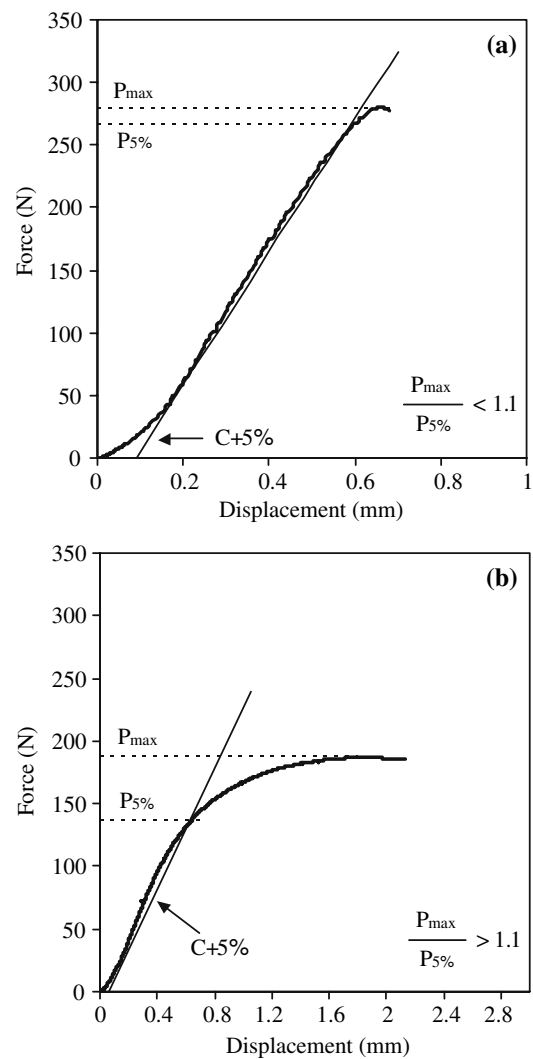 (a)
350
300
250
200
150
100
50
0
Force (N)
Pmax
P5%
C+5%
Pmax
P5%
< 1.1
0 0.2 0.4 0.6 0.8 1
Displacement (mm)
(b)
350
300
250
200
150
100
50
0
Force (N)
Pmax
P5%
C+5%
Pmax
P5%
> 1.1
0 0.4 0.8 1.2 1.6 2 2.4 2.8
Displacement (mm)